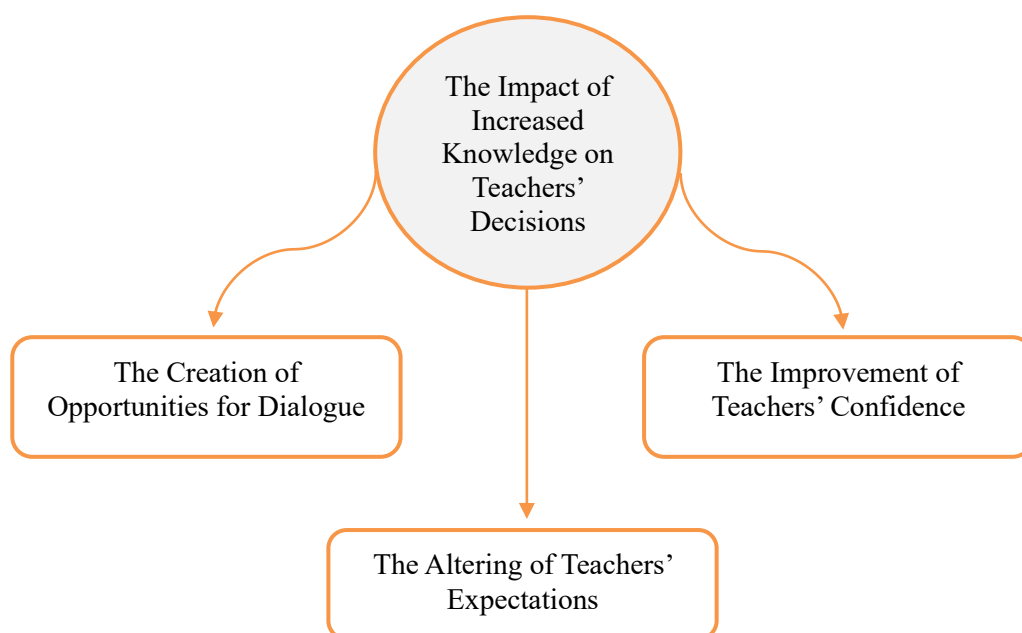 The Impact of
Increased
Knowledge on
Teachers’
Decisions
The Creation of
Opportunities for Dialogue
The Improvement of
Teachers’ Confidence
The Altering of Teachers’
Expectations